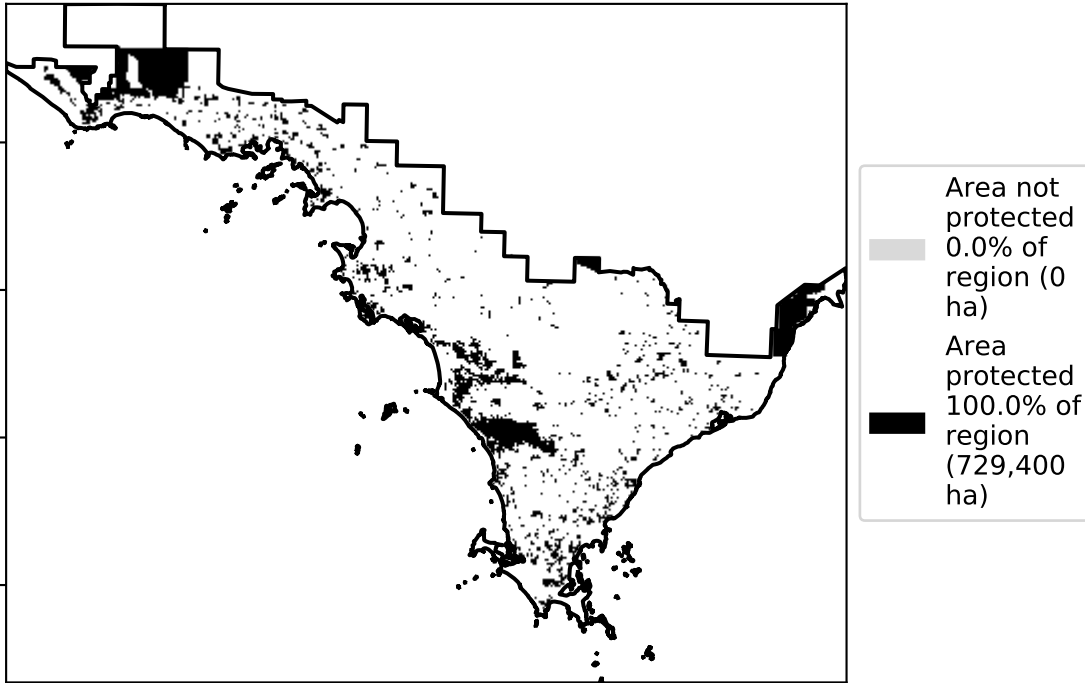 Area not
protected
0.0% of
region (0
ha)
Area
protected
100.0% of
region
(729,400
ha)